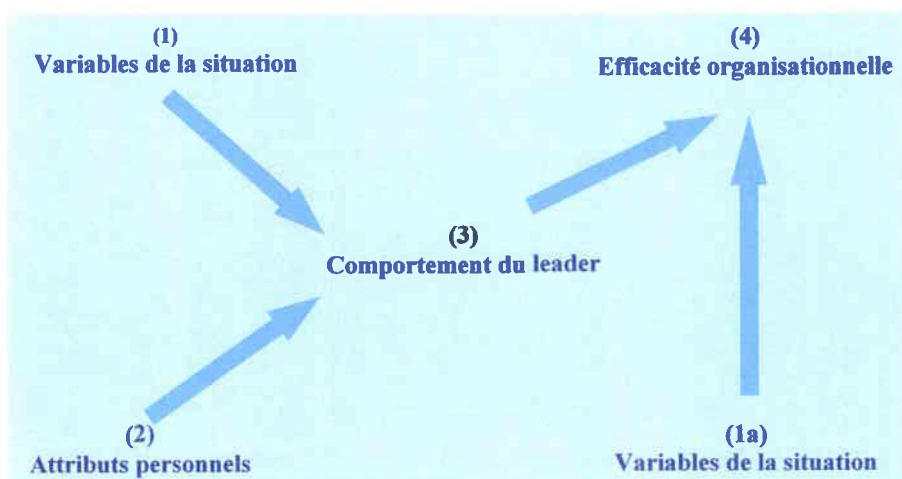 (1)
Variables de la situation
(4)
Efficacité organisationnelle
(3)
Comportement du leader
(2)
Attributs personnels
(1a)
Variables de la situation